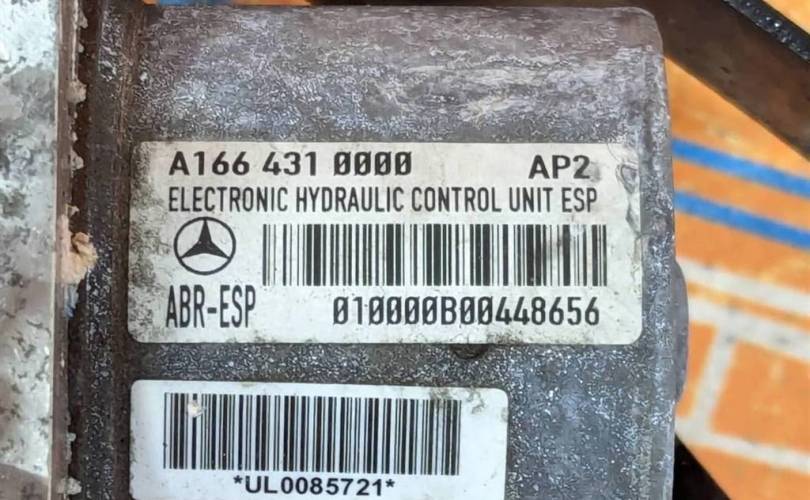 A166 431 0000 AP2
ELECTRONIC HYDRAULIC CONTROL UNIT ESP
ABR-ESP 010000B00448656
*UL0085721*